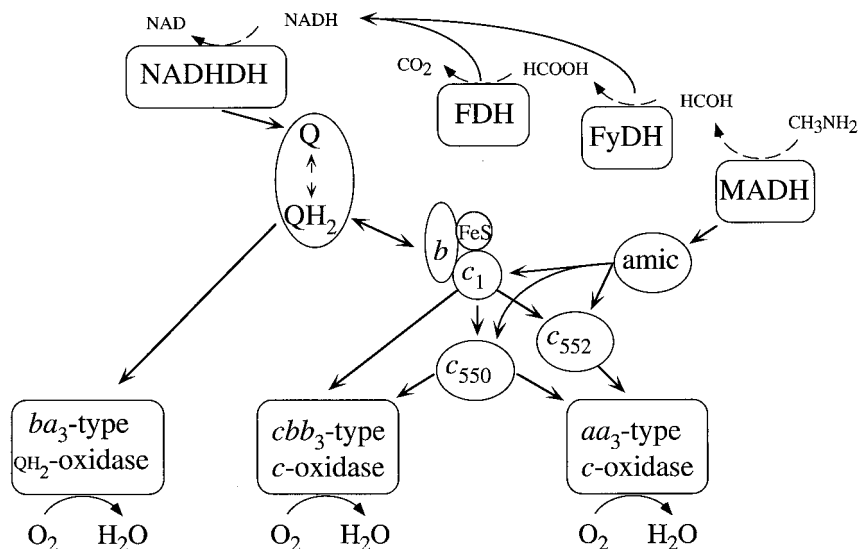 NAD NADH
NADHDH
CO₂ HCOOH
FDH
HCOH
FyDH
CH₃NH₂
MADH
Q
QH₂
b FeS
c₁
amic
c₅₅₂
c₅₅₀
ba₃-type
QH₂-oxidase
cbb₃-type
c-oxidase
aa₃-type
c-oxidase
O₂ H₂O
O₂ H₂O
O₂ H₂O